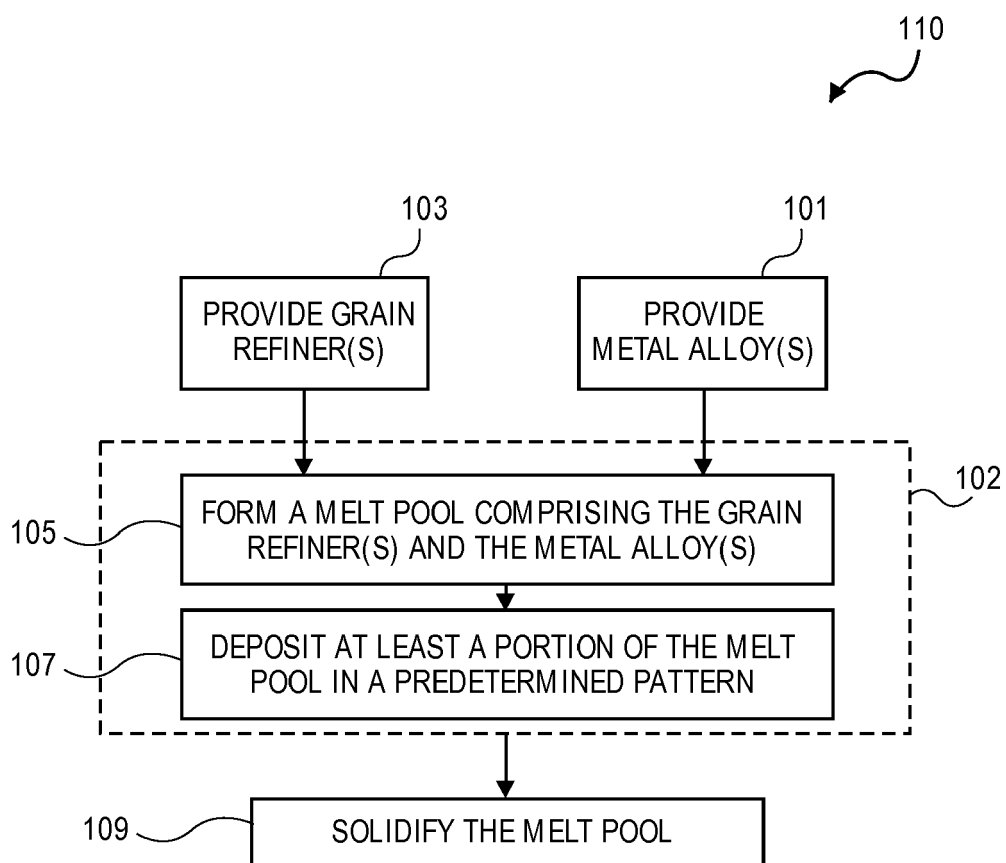 110
103
101
PROVIDE GRAIN
REFINER(S)
PROVIDE
METAL ALLOY(S)
102
105
FORM A MELT POOL COMPRISING THE GRAIN
REFINER(S) AND THE METAL ALLOY(S)
107
DEPOSIT AT LEAST A PORTION OF THE MELT
POOL IN A PREDETERMINED PATTERN
109
SOLIDIFY THE MELT POOL